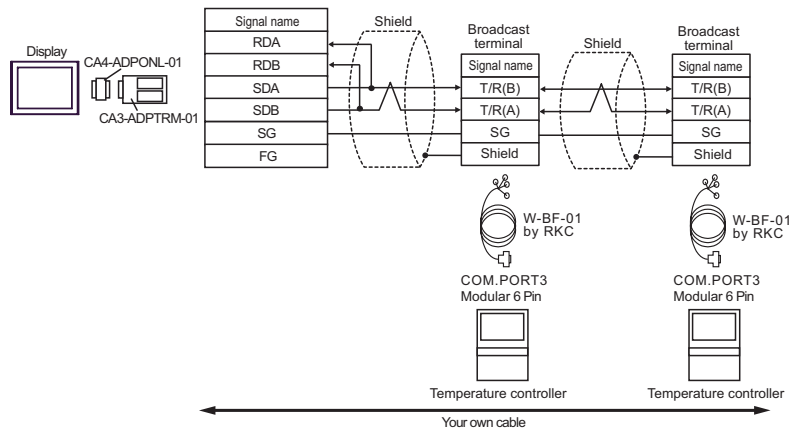 Display
CA4-ADPONL-01
CA3-ADPTRM-01
Signal name
RDA
RDB
SDA
SDB
SG
FG
Shield
Broadcast
terminal
Signal name
T/R(B)
T/R(A)
SG
Shield
Shield
Broadcast
terminal
Signal name
T/R(B)
T/R(A)
SG
Shield
W-BF-01
by RKC
COM.PORT3
Modular 6 Pin
Temperature controller
W-BF-01
by RKC
COM.PORT3
Modular 6 Pin
Temperature controller
Your own cable